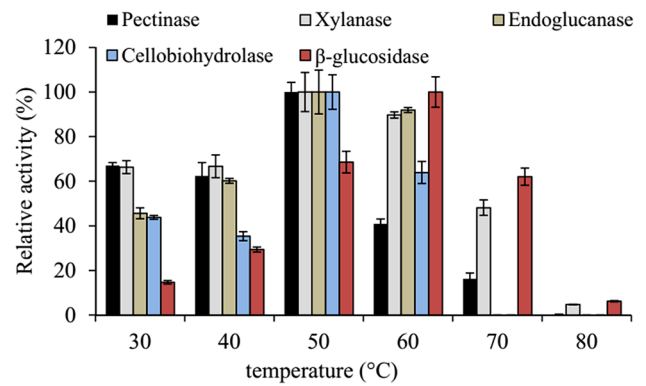 Pectinase Xylanase Endoglucanase
Cellobiohydrolase β-glucosidase
Relative activity (%)
120
100
80
60
40
20
0
30 40 50 60 70 80
temperature (°C)